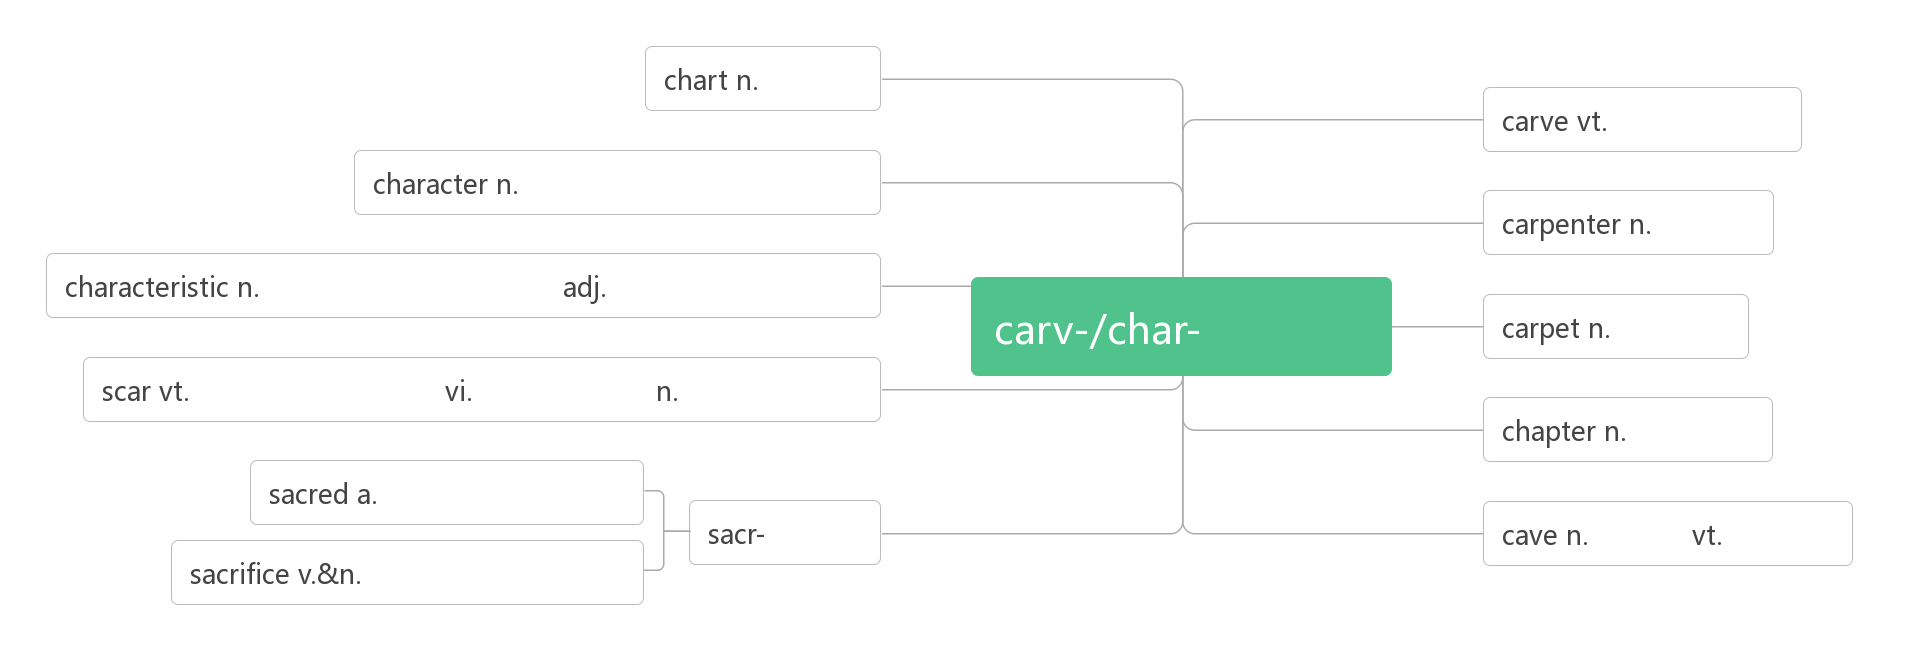 chart n.
character n.
characteristic n. adj.
scar vt. vi. n.
sacred a.
sacrifice v.&n.
sacr-
carv-/char-
carve vt.
carpenter n.
carpet n.
chapter n.
cave n. vt.